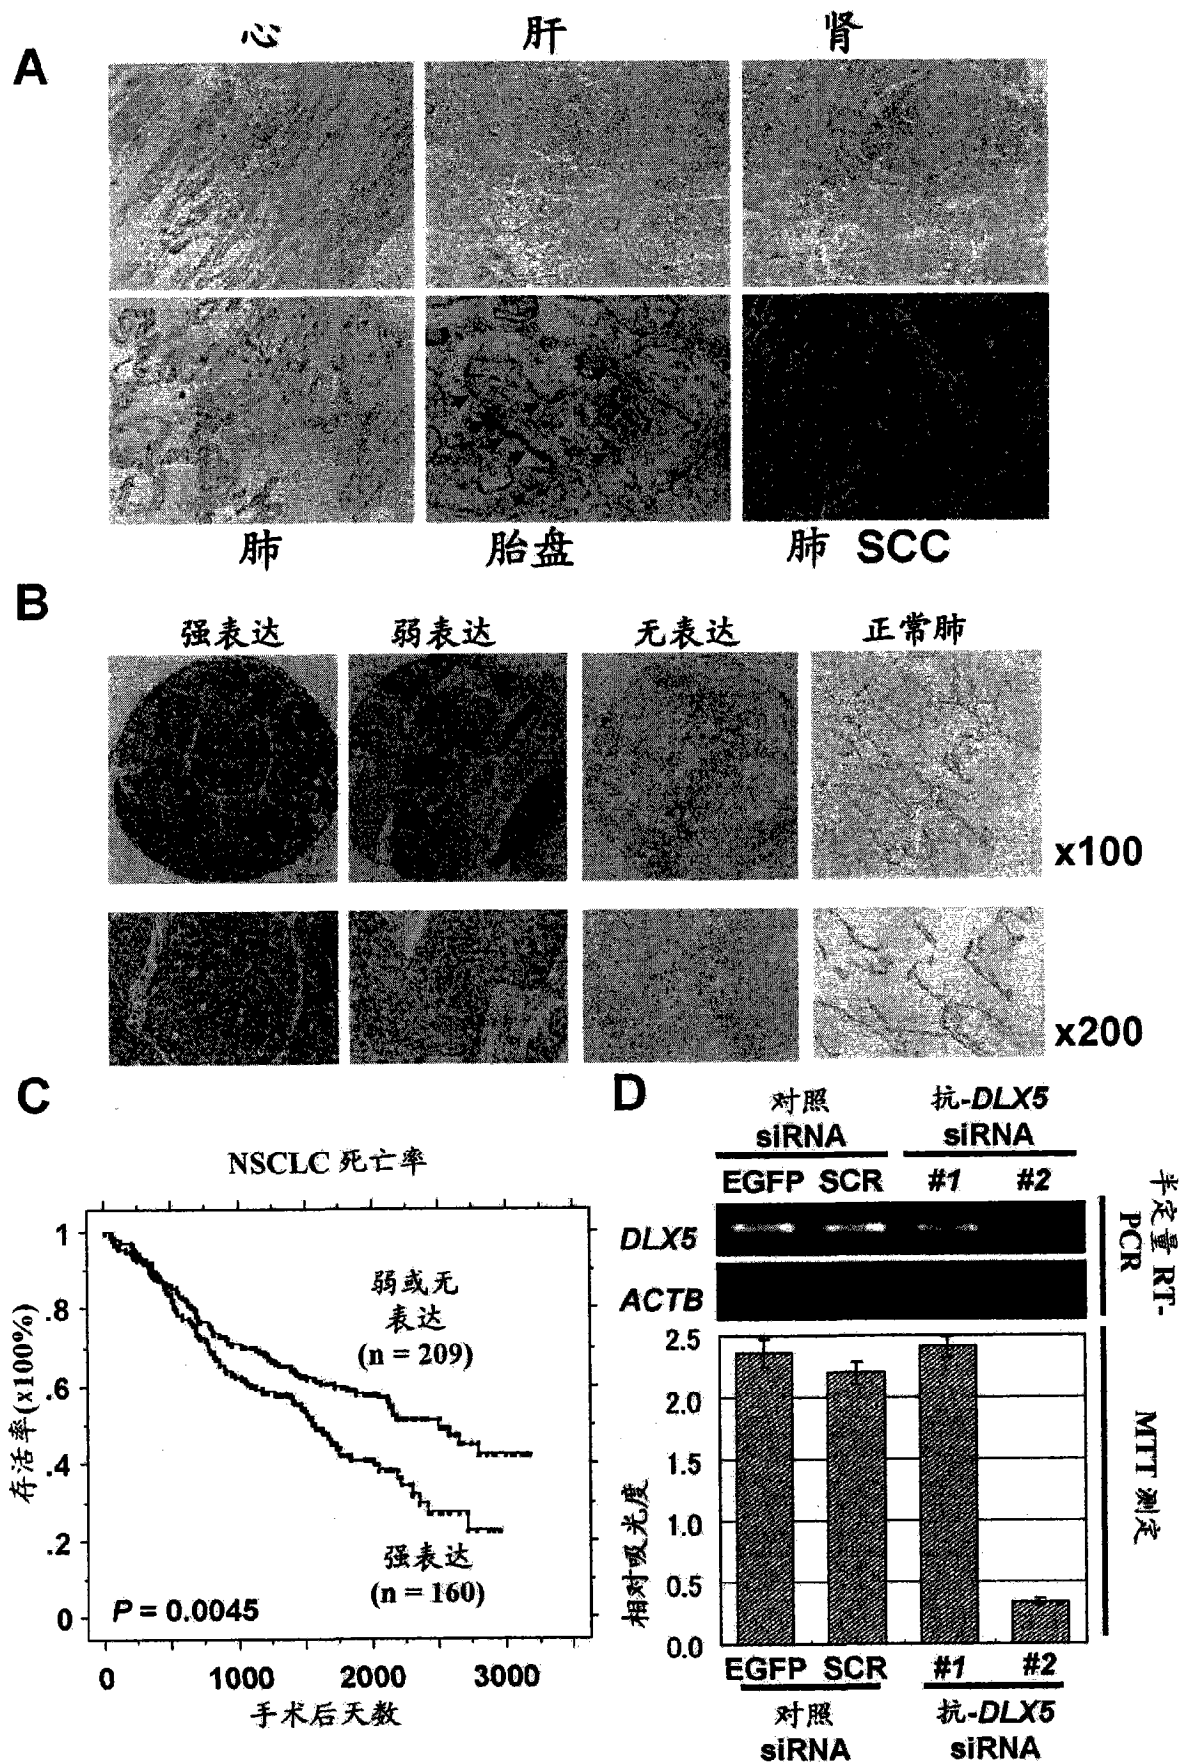 心 肝 肾
A
肺 胎盘 肺 SCC
B
强表达 弱表达 无表达 正常肺
x100
x200
C
NSCLC 死亡率
1
.8
.6
.4
.2
0
存活率(x100%)
弱或无
表达
(n = 209)
强表达
(n = 160)
P = 0.0045
0 1000 2000 3000
手术后天数
D
对照 抗-DLX5
siRNA siRNA
EGFP SCR #1 #2
DLX5
ACTB
半定量 RT-
PCR
2.5
2.0
1.5
1.0
0.5
0.0
相对吸光度
MTT 测定
EGFP SCR #1 #2
对照 抗-DLX5
siRNA siRNA